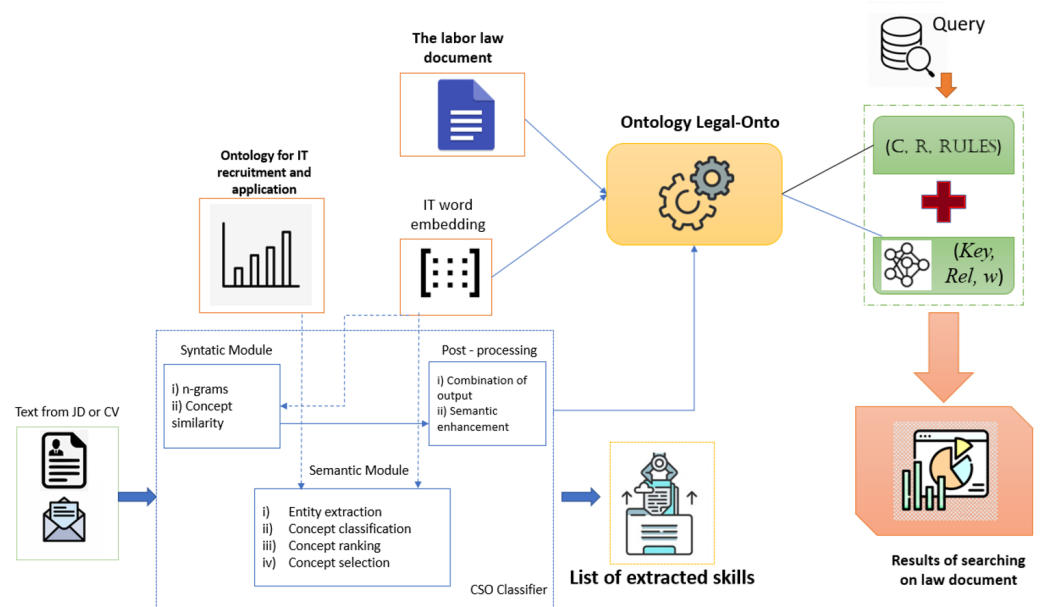 The labor law
document
Query
Ontology Legal-Onto
(C, R, RULES)
Ontology for IT
recruitment and
application
IT word
embedding
(Key,
Rel, w)
Syntatic Module
Post - processing
i) n-grams
ii) Concept
similarity
i) Combination of
output
ii) Semantic
enhancement
Text from JD or CV
Semantic Module
i) Entity extraction
ii) Concept classification
iii) Concept ranking
iv) Concept selection
CSO Classifier
List of extracted skills
Results of searching
on law document